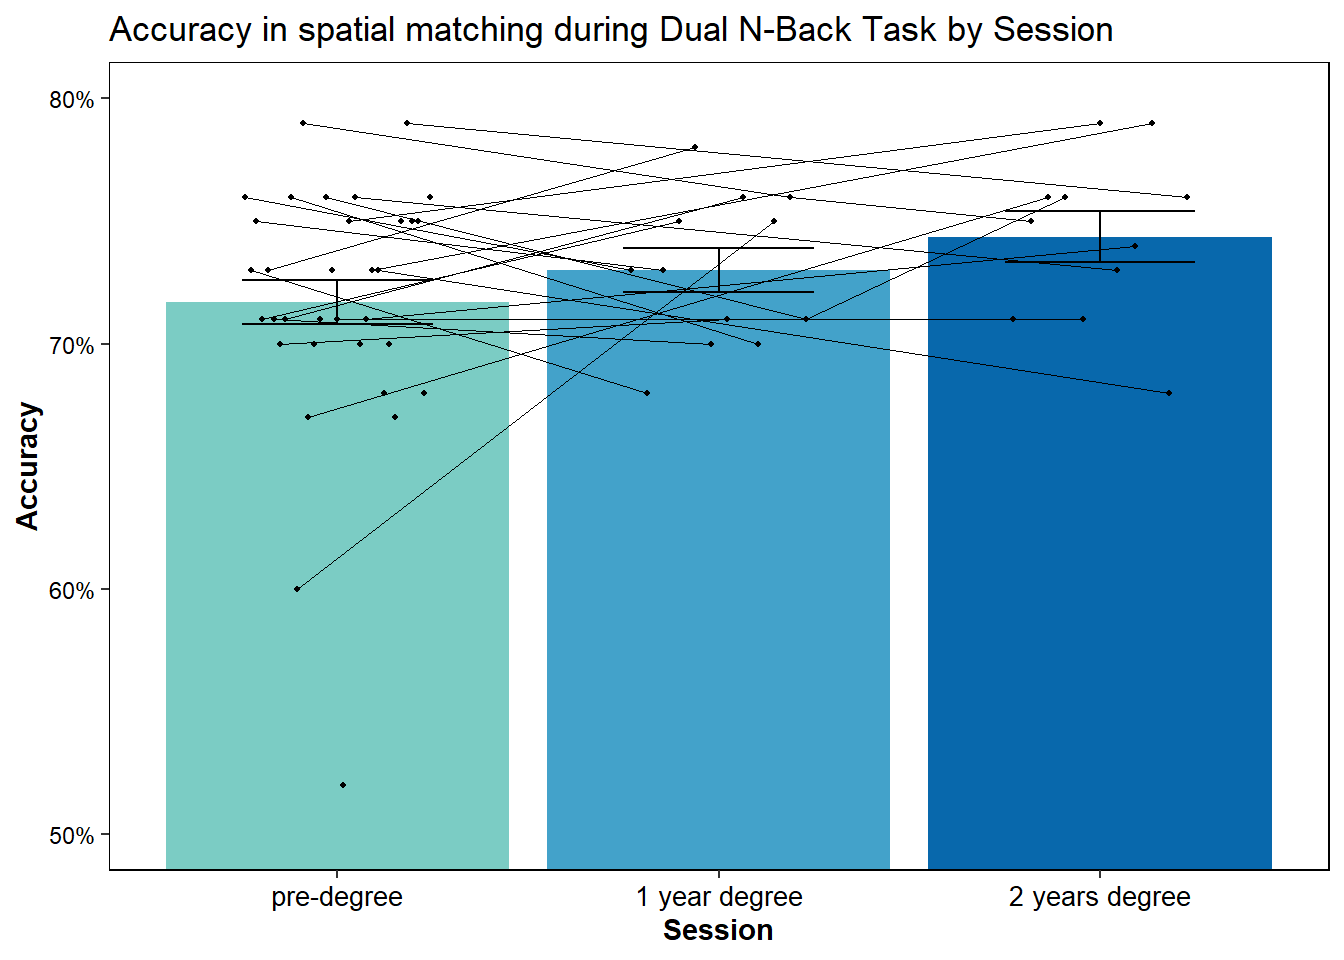 Accuracy in spatial matching during Dual N-Back Task by Session
80%
70%
60%
50%
Accuracy
pre-degree
1 year degree
2 years degree
Session